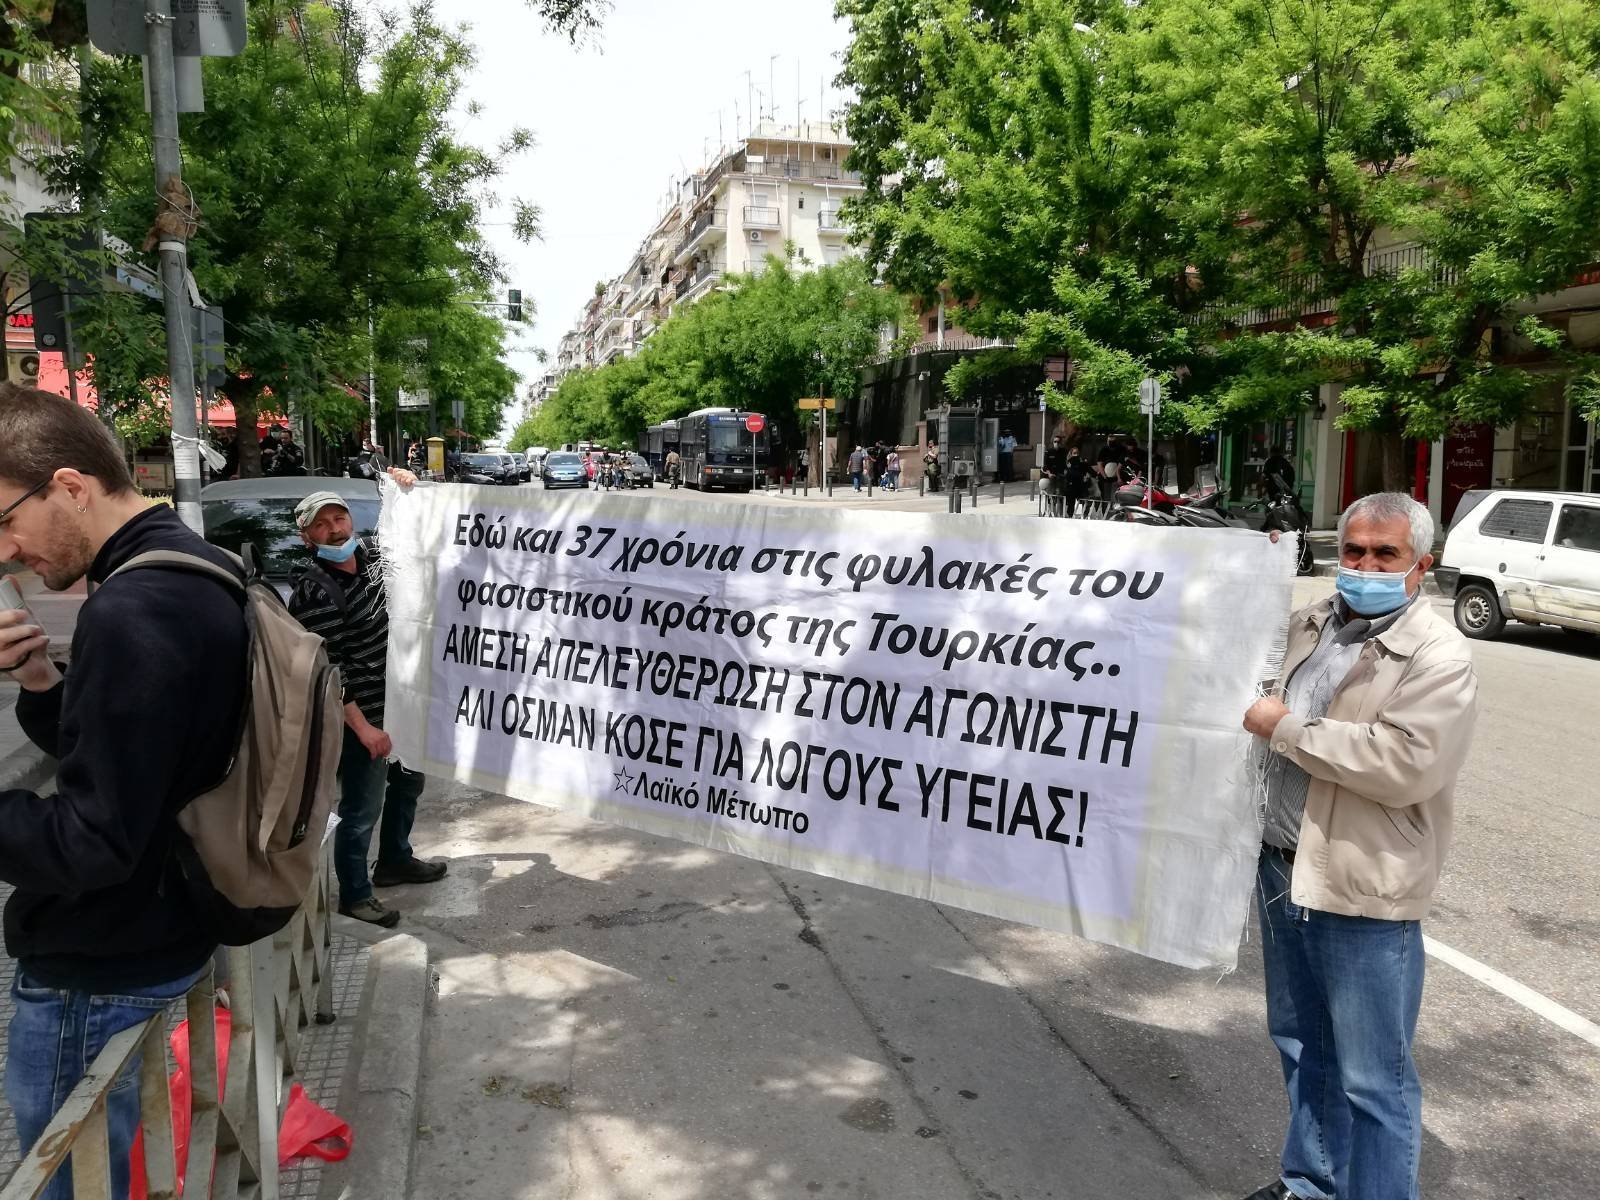 Εδώ και 37 χρόνια στις φυλακές του
φασιστικού κράτος της Τουρκίας..
ΑΜΕΣΗ ΑΠΕΛΕΥΘΕΡΩΣΗ ΣΤΟΝ ΑΓΩΝΙΣΤΗ
ΑΛΙ ΟΣΜΑΝ ΚΟΣΕ ΓΙΑ ΛΟΓΟΥΣ ΥΓΕΙΑΣ!
☆Λαϊκό Μέτωπο